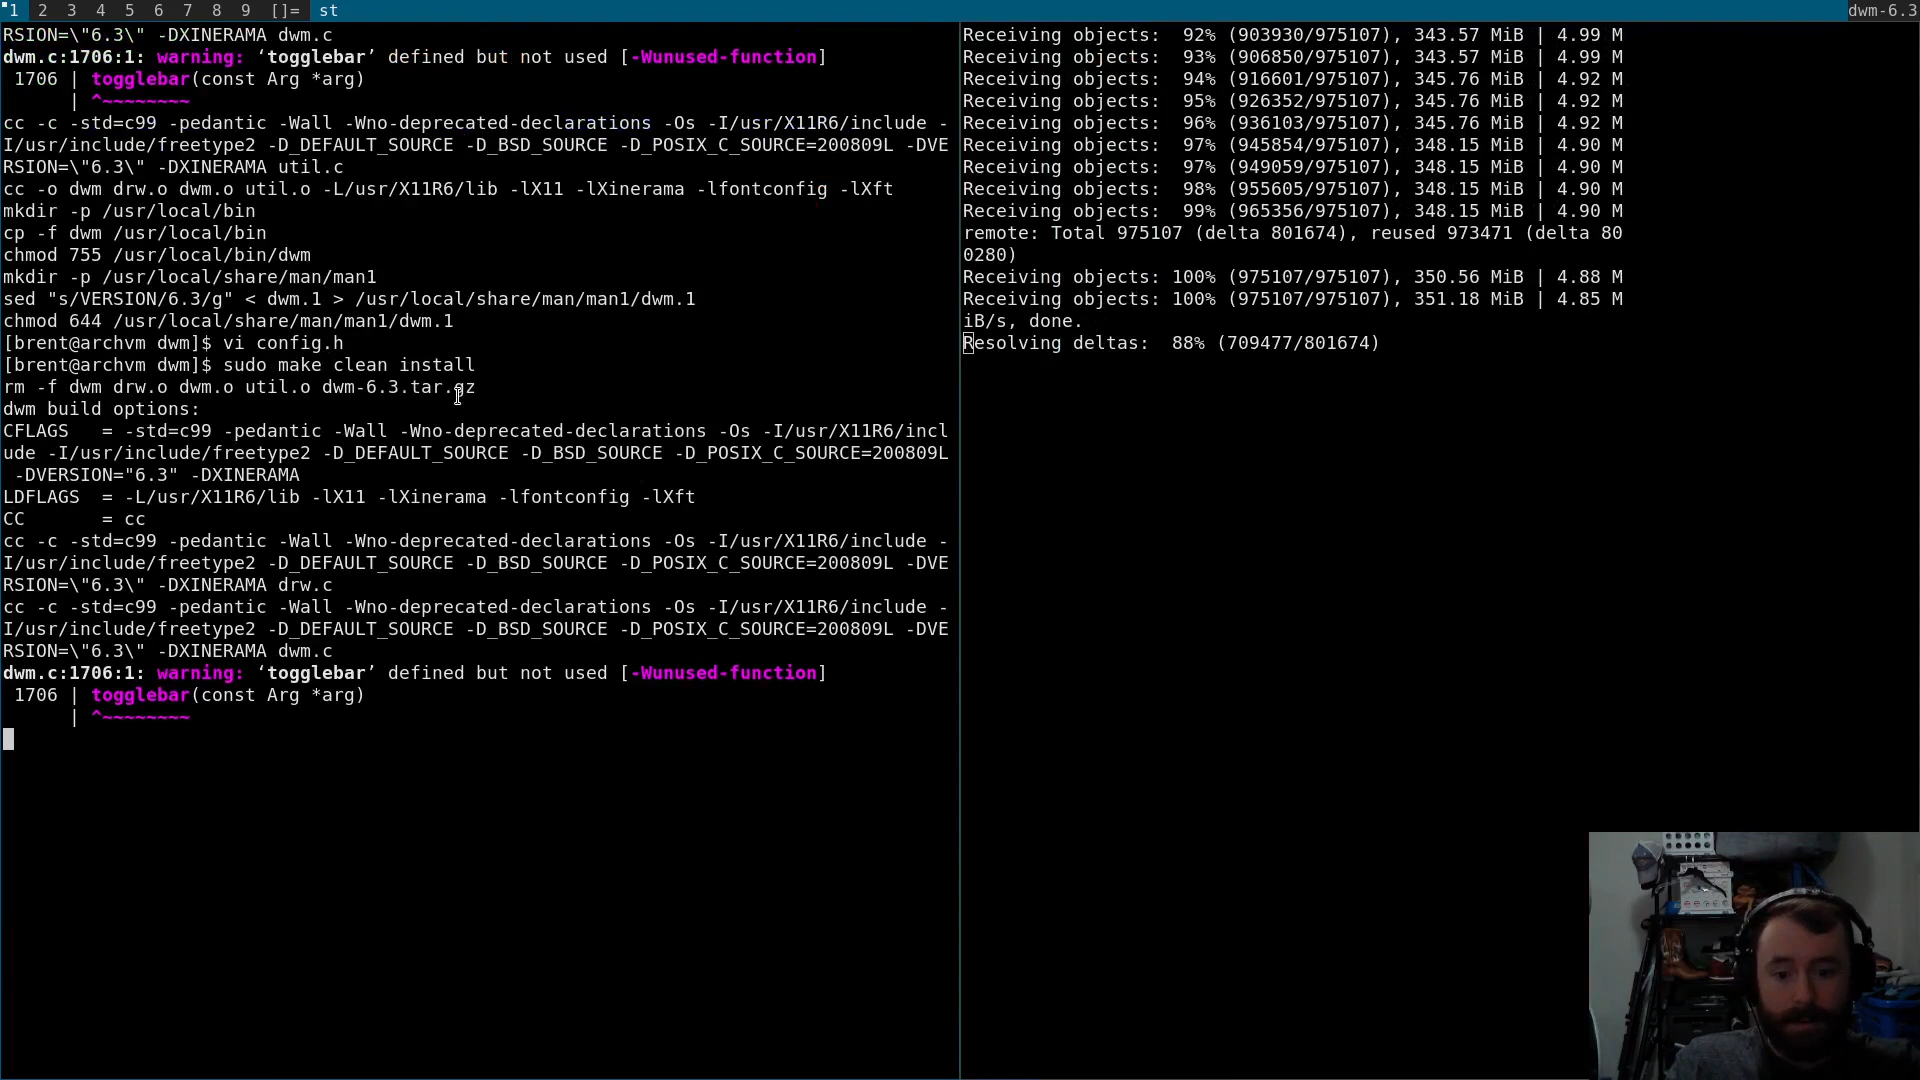 1 2 3 4 5 6 7 8 9 []= st dwm-6.3
RSION=\"6.3\" -DXINERAMA dwm.c
dwm.c:1706:1: warning: ‘togglebar’ defined but not used [-Wunused-function]
1706 | togglebar(const Arg *arg)
| ^~~~~~~~~
cc -c -std=c99 -pedantic -Wall -Wno-deprecated-declarations -Os -I/usr/X11R6/include -
I/usr/include/freetype2 -D_DEFAULT_SOURCE -D_BSD_SOURCE -D_POSIX_C_SOURCE=200809L -DVE
RSION=\"6.3\" -DXINERAMA util.c
cc -o dwm drw.o dwm.o util.o -L/usr/X11R6/lib -lX11 -lXinerama -lfontconfig -lXft
mkdir -p /usr/local/bin
cp -f dwm /usr/local/bin
chmod 755 /usr/local/bin/dwm
mkdir -p /usr/local/share/man/man1
sed "s/VERSION/6.3/g" < dwm.1 > /usr/local/share/man/man1/dwm.1
chmod 644 /usr/local/share/man/man1/dwm.1
[brent@archvm dwm]$ vi config.h
[brent@archvm dwm]$ sudo make clean install
rm -f dwm drw.o dwm.o util.o dwm-6.3.tar.gz
dwm build options:
CFLAGS   = -std=c99 -pedantic -Wall -Wno-deprecated-declarations -Os -I/usr/X11R6/incl
ude -I/usr/include/freetype2 -D_DEFAULT_SOURCE -D_BSD_SOURCE -D_POSIX_C_SOURCE=200809L
-DVERSION="6.3" -DXINERAMA
LDFLAGS  = -L/usr/X11R6/lib -lX11 -lXinerama -lfontconfig -lXft
CC       = cc
cc -c -std=c99 -pedantic -Wall -Wno-deprecated-declarations -Os -I/usr/X11R6/include -
I/usr/include/freetype2 -D_DEFAULT_SOURCE -D_BSD_SOURCE -D_POSIX_C_SOURCE=200809L -DVE
RSION=\"6.3\" -DXINERAMA drw.c
cc -c -std=c99 -pedantic -Wall -Wno-deprecated-declarations -Os -I/usr/X11R6/include -
I/usr/include/freetype2 -D_DEFAULT_SOURCE -D_BSD_SOURCE -D_POSIX_C_SOURCE=200809L -DVE
RSION=\"6.3\" -DXINERAMA dwm.c
dwm.c:1706:1: warning: ‘togglebar’ defined but not used [-Wunused-function]
1706 | togglebar(const Arg *arg)
| ^~~~~~~~~
Receiving objects:  92% (903930/975107), 343.57 MiB | 4.99 M
Receiving objects:  93% (906850/975107), 343.57 MiB | 4.99 M
Receiving objects:  94% (916601/975107), 345.76 MiB | 4.92 M
Receiving objects:  95% (926352/975107), 345.76 MiB | 4.92 M
Receiving objects:  96% (936103/975107), 345.76 MiB | 4.92 M
Receiving objects:  97% (945854/975107), 348.15 MiB | 4.90 M
Receiving objects:  97% (949059/975107), 348.15 MiB | 4.90 M
Receiving objects:  98% (955605/975107), 348.15 MiB | 4.90 M
Receiving objects:  99% (965356/975107), 348.15 MiB | 4.90 M
remote: Total 975107 (delta 801674), reused 973471 (delta 80
0280)
Receiving objects: 100% (975107/975107), 350.56 MiB | 4.88 M
Receiving objects: 100% (975107/975107), 351.18 MiB | 4.85 M
iB/s, done.
Resolving deltas:  88% (709477/801674)